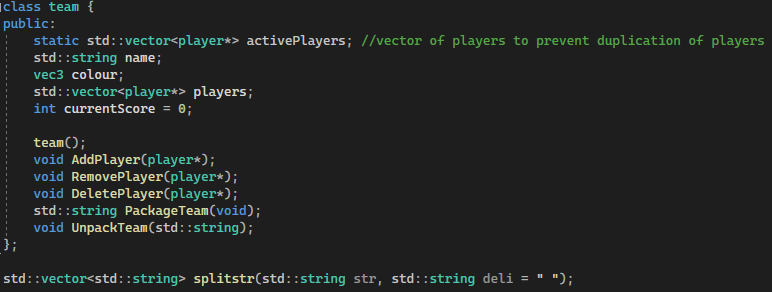 class team {
public:
    static std::vector<player*> activePlayers; //vector of players to prevent duplication of players
    std::string name;
    vec3 colour;
    std::vector<player*> players;
    int currentScore = 0;

    team();
    void AddPlayer(player*);
    void RemovePlayer(player*);
    void DeletePlayer(player*);
    std::string PackageTeam(void);
    void UnpackTeam(std::string);
};

std::vector<std::string> splitstr(std::string str, std::string deli = " ");